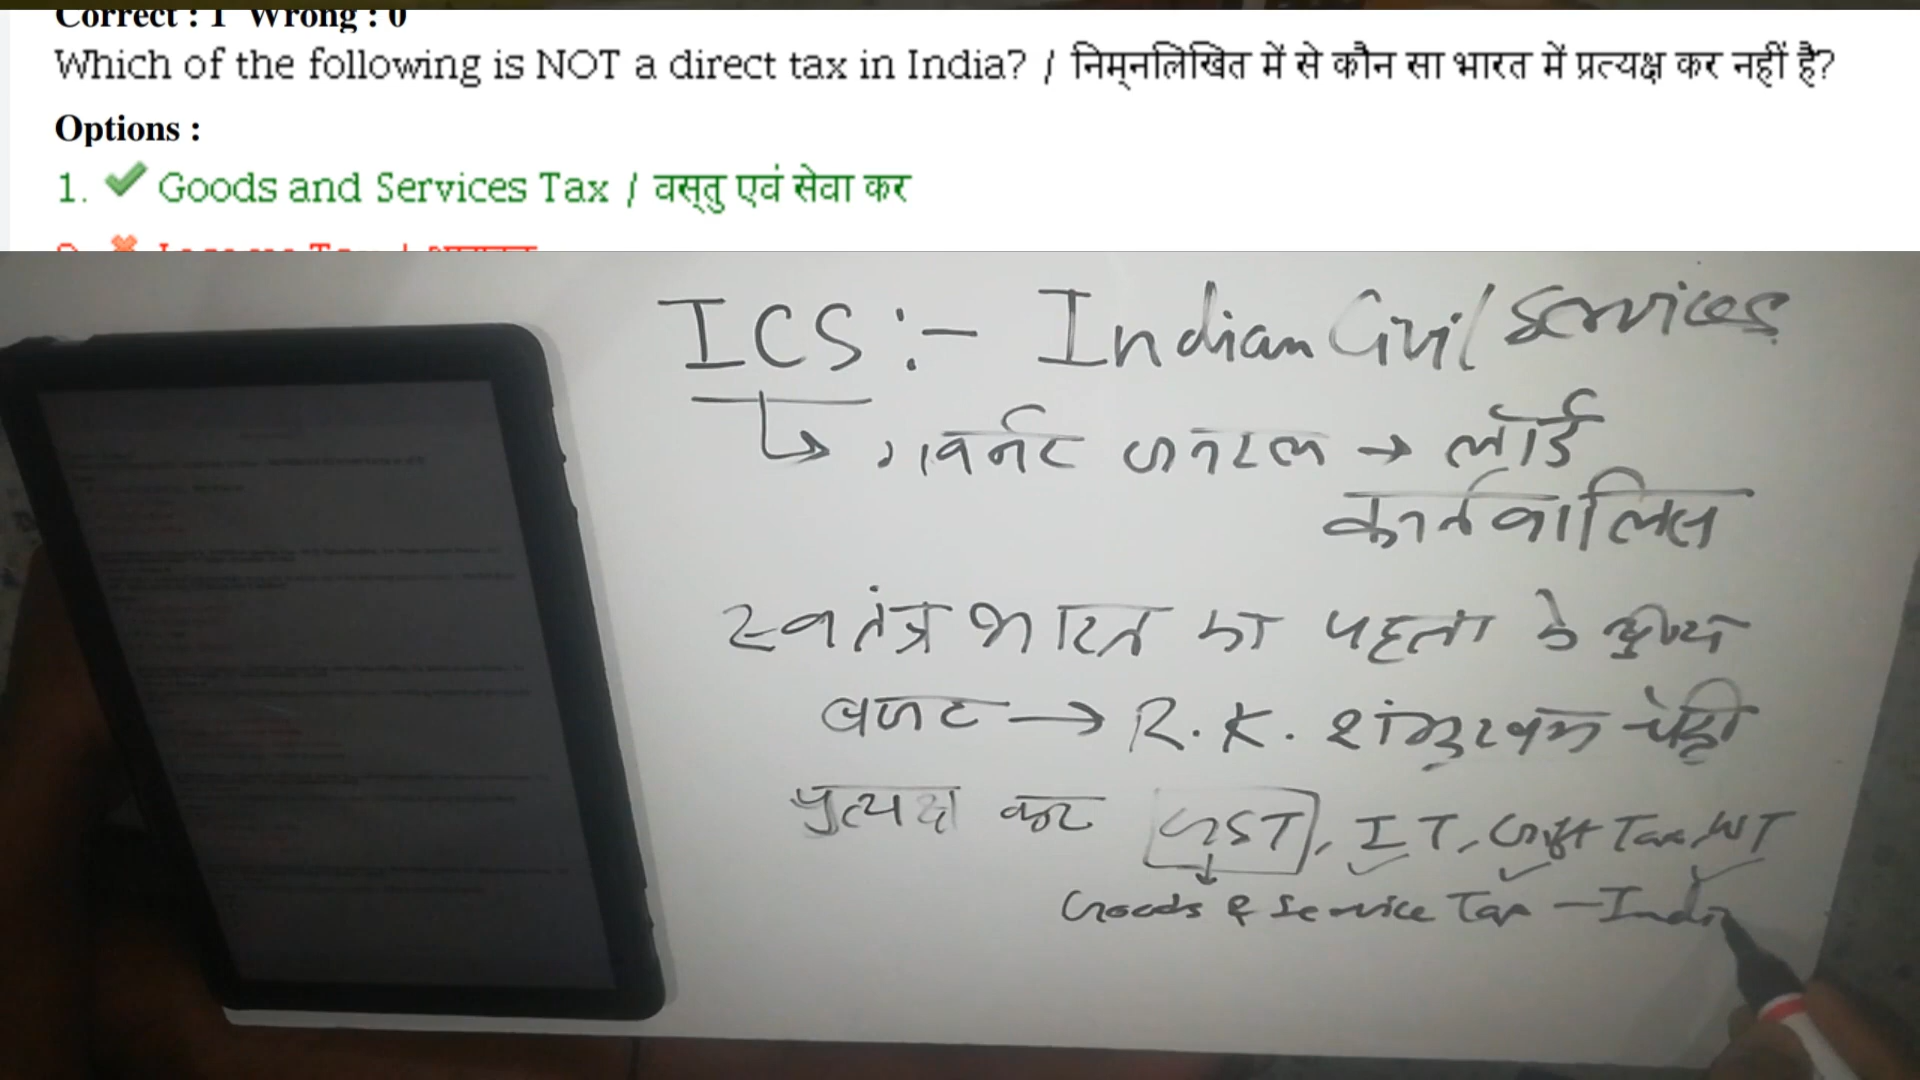 Correct : 1 Wrong : 0
Which of the following is NOT a direct tax in India? / निम्नलिखित में से कौन सा भारत में प्रत्यक्ष कर नहीं है?
Options :
1. ✔ Goods and Services Tax / वस्तु एवं सेवा कर
ICS :- Indian Civil Services
↳ गवर्नर जनरल → लॉर्ड
कार्नवालिस
स्वतंत्र भारत का पहला केन्द्रीय
बजट → R.K. शंमुखम चेट्टी
प्रत्यक्ष कर GST, IT, Gift Tax, WT
Goods & Service Tax - Indi